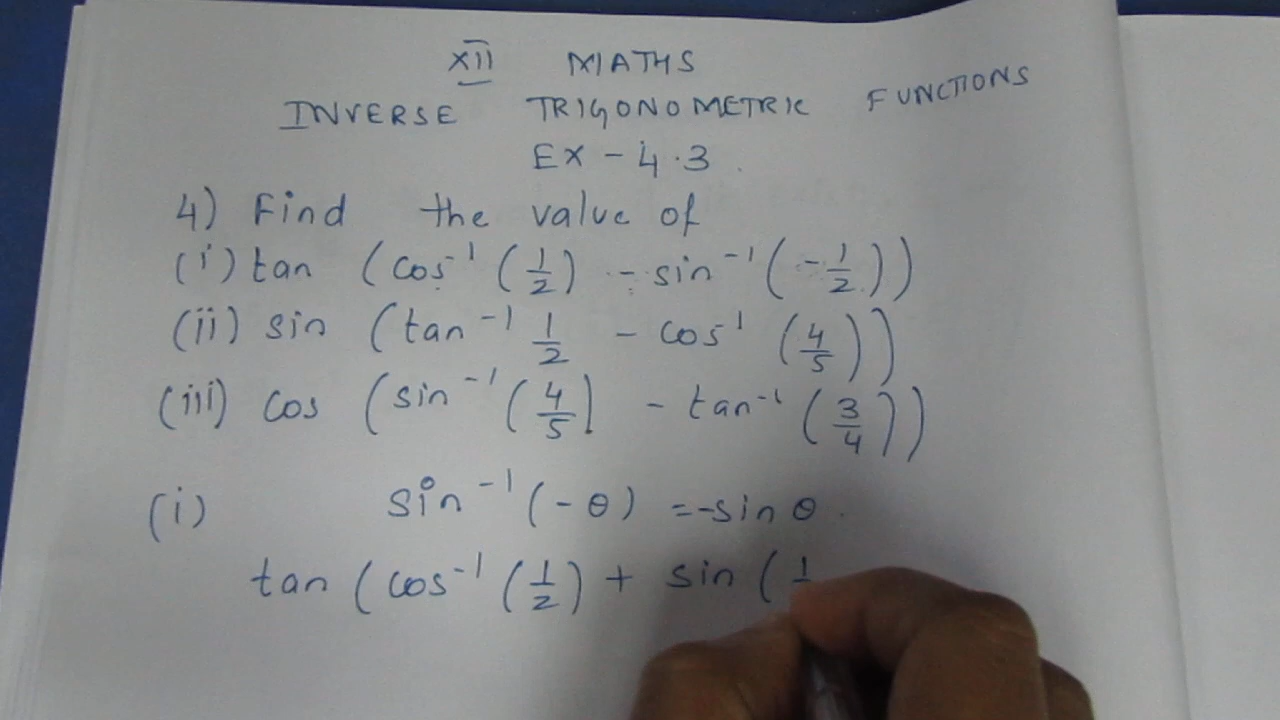 XII MATHS
INVERSE TRIGONOMETRIC FUNCTIONS
EX - 4.3.
4) Find the value of
(i) tan (cos⁻¹(1/2) - sin⁻¹(-1/2))
(ii) sin (tan⁻¹ 1/2 - cos⁻¹ (4/5))
(iii) cos (sin⁻¹(4/5) - tan⁻¹(3/4))
(i) sin⁻¹(-θ) = -sin θ.
tan (cos⁻¹(1/2) + sin (1